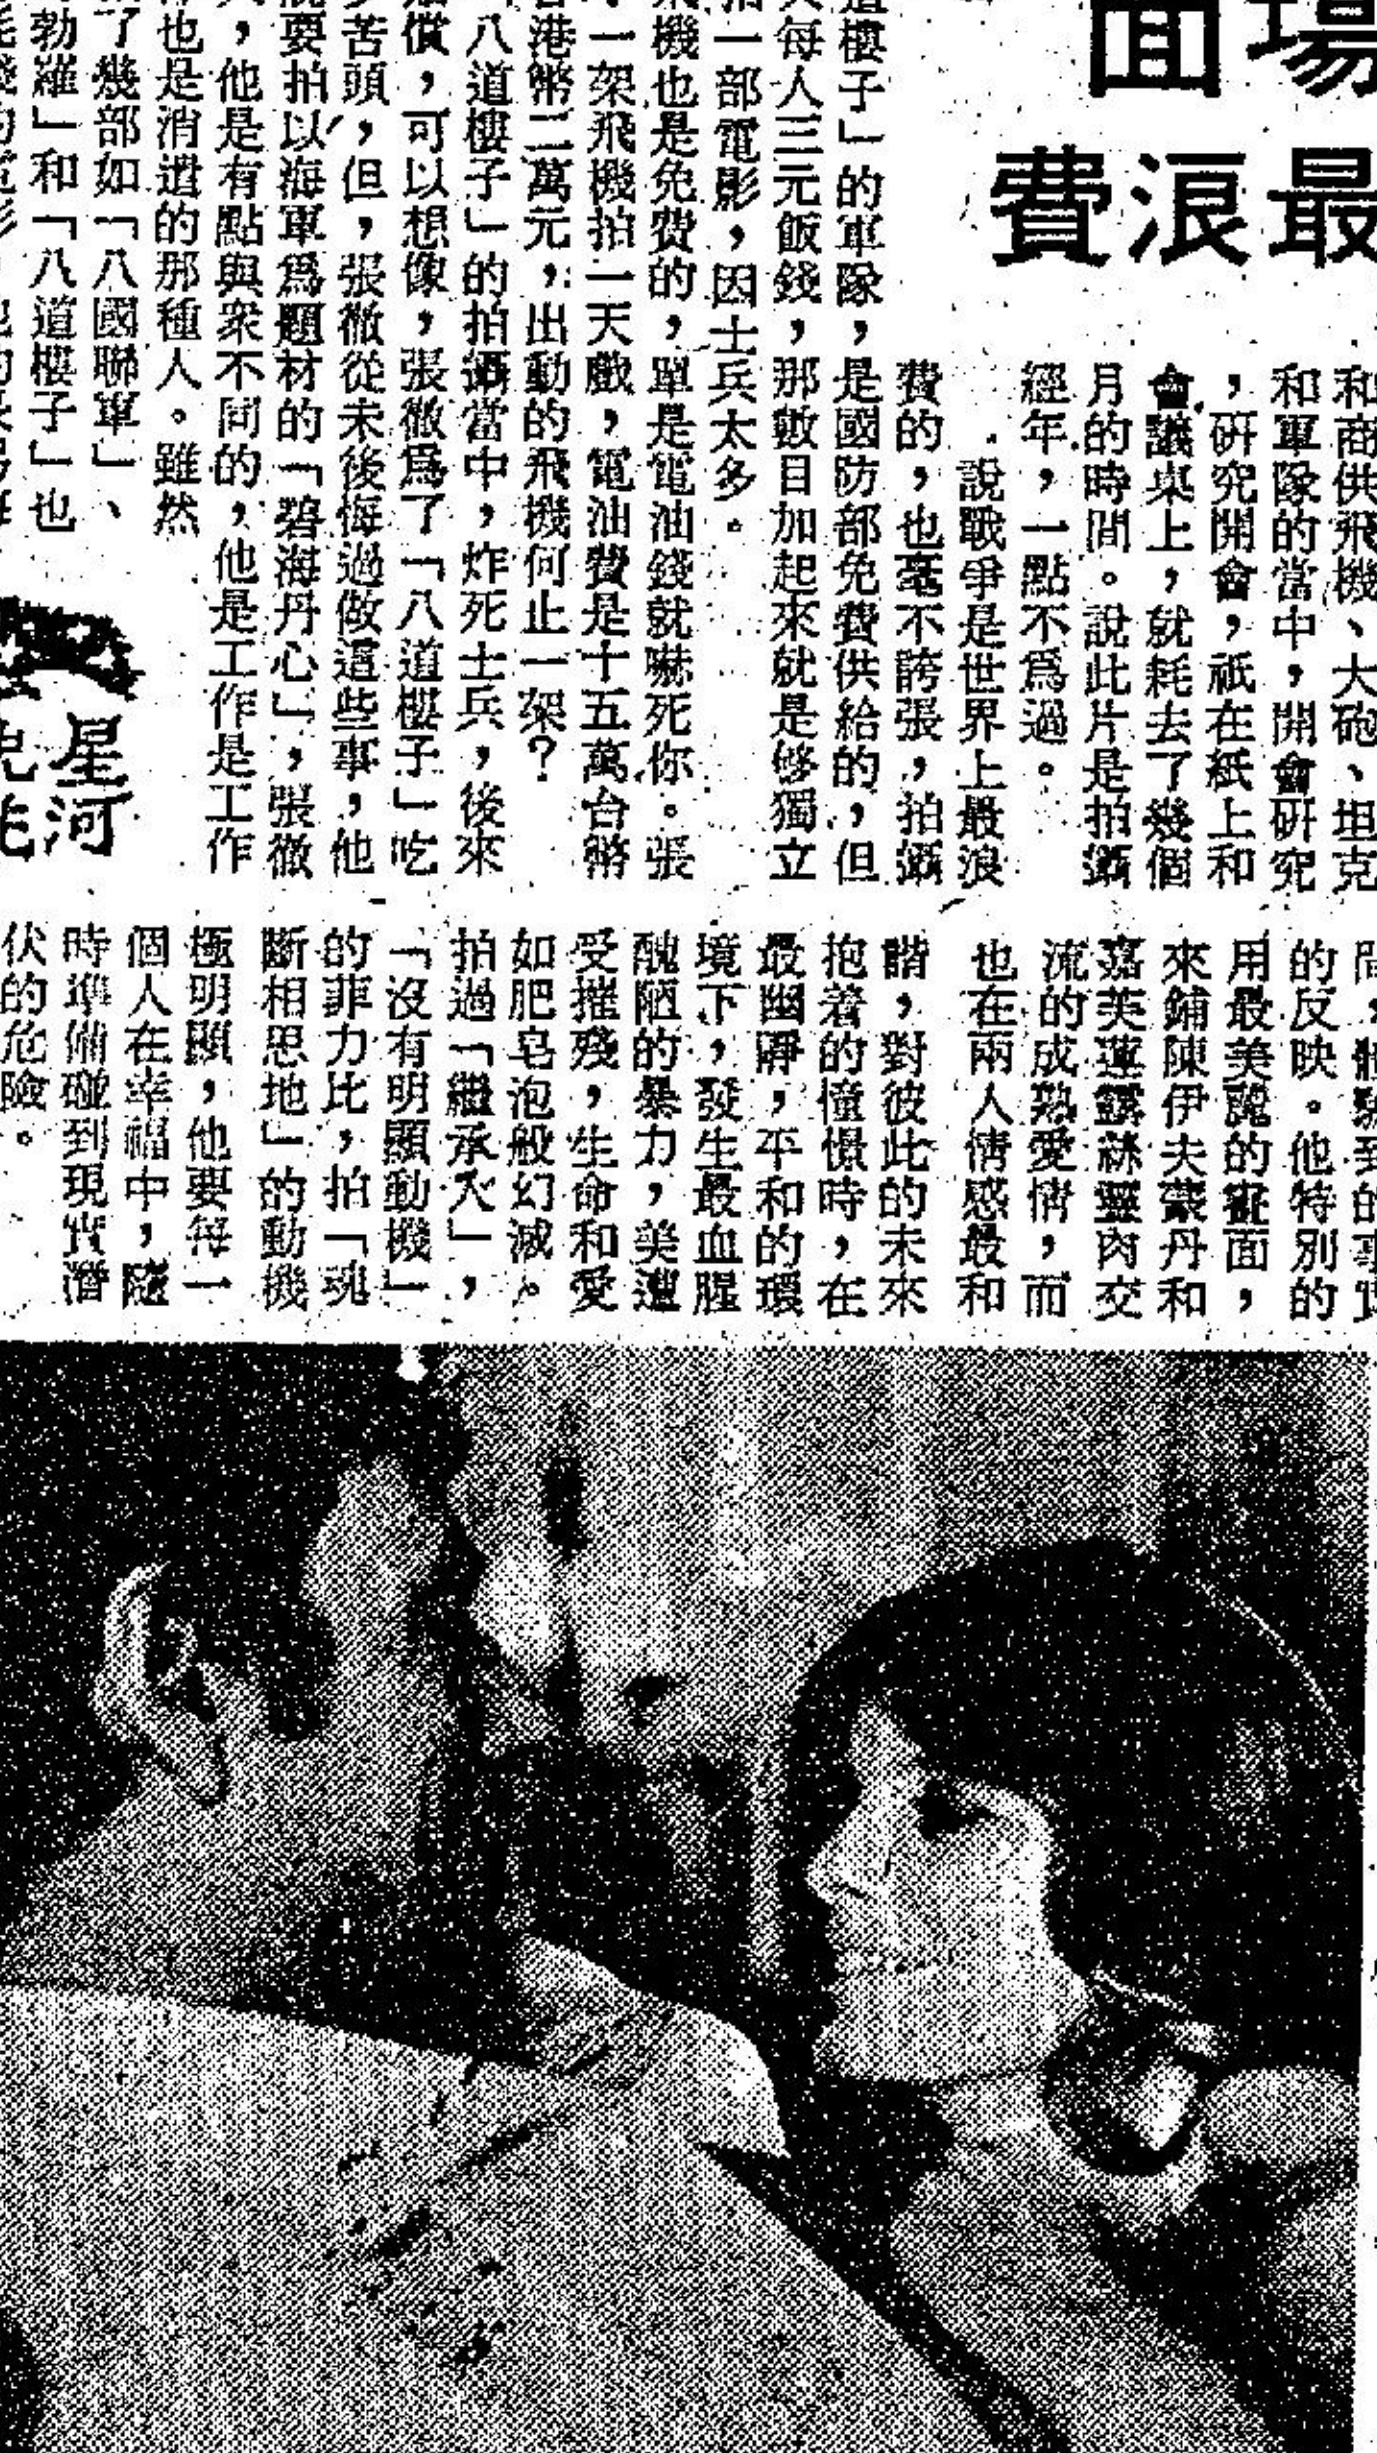 場面
最浪費
和商供飛機、大砲、坦克
和軍隊的當中,開會研究
,研究開會,祇在紙上和
會議桌上,就耗去了幾個
月的時間。說此片是拍攝
經年,一點不爲過。
說戰爭是世界上最浪
費的,也毫不誇張,拍攝
道樓子」的軍隊,是國防部免費供給的,但
每人三元飯錢,那數目加起來就是够獨立
一部電影,因士兵太多。
機也是免費的,單是電油錢就嚇死你。張
一架飛機拍一天戲,電油費是十五萬台幣
港幣二萬元,出動的飛機何止一架?
八道樓子」的拍攝當中,炸死士兵,後來
償,可以想像,張徹爲了「八道樓子」吃
苦頭,但,張徹從未後悔過做這些事,他
要拍以海軍爲題材的「碧海丹心」,張徹
,他是有點與衆不同的,他是工作是工作
也是消遣的那種人。雖然
了幾部如「八國聯軍」、
勃羅」和「八道樓子」也
星河
的反映。他特別的
用最美麗的畫面,
來鋪陳伊夫蒙丹和
嘉芙蓮露絲靈肉交
流的成熟愛情,而
也在兩人情感最和
諧,對彼此的未來
抱着的憧憬時,在
最幽靜,平和的環
境下,發生最血腥
醜陋的暴力,美遭
受摧殘,生命和愛
如肥皂泡般幻滅。
拍過「繼承人」,
「沒有明顯動機」
的菲力比,拍「魂
斷相思地」的動機
極明顯,他要每一
個人在幸福中,隨
時準備碰到現實潛
伏的危險。